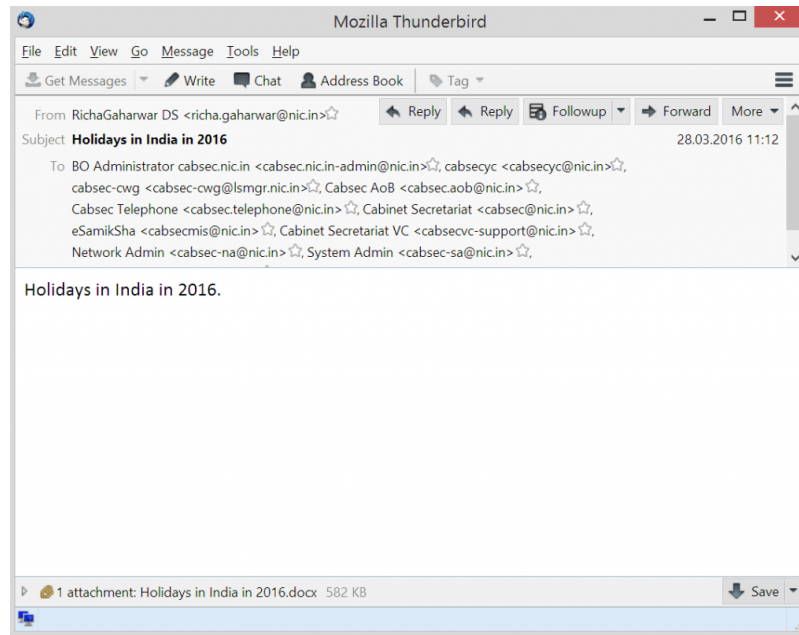 Mozilla Thunderbird
File Edit View Go Message Tools Help
Get Messages Write Chat Address Book Tag
From RichaGaharwar DS <richa.gaharwar@nic.in> Reply Reply Followup Forward More
Subject Holidays in India in 2016 28.03.2016 11:12
To BO Administrator cabsec.nic.in <cabsec.nic.in-admin@nic.in>, cabsecyc <cabsecyc@nic.in>,
cabsec-cwg <cabsec-cwg@lsmgr.nic.in>, Cabsec AoB <cabsec.aob@nic.in>,
Cabsec Telephone <cabsec.telephone@nic.in>, Cabinet Secretariat <cabsec@nic.in>,
eSamikSha <cabsecmis@nic.in>, Cabinet Secretariat VC <cabsecvc-support@nic.in>,
Network Admin <cabsec-na@nic.in>, System Admin <cabsec-sa@nic.in>,
Holidays in India in 2016.
1 attachment: Holidays in India in 2016.docx 582 KB Save